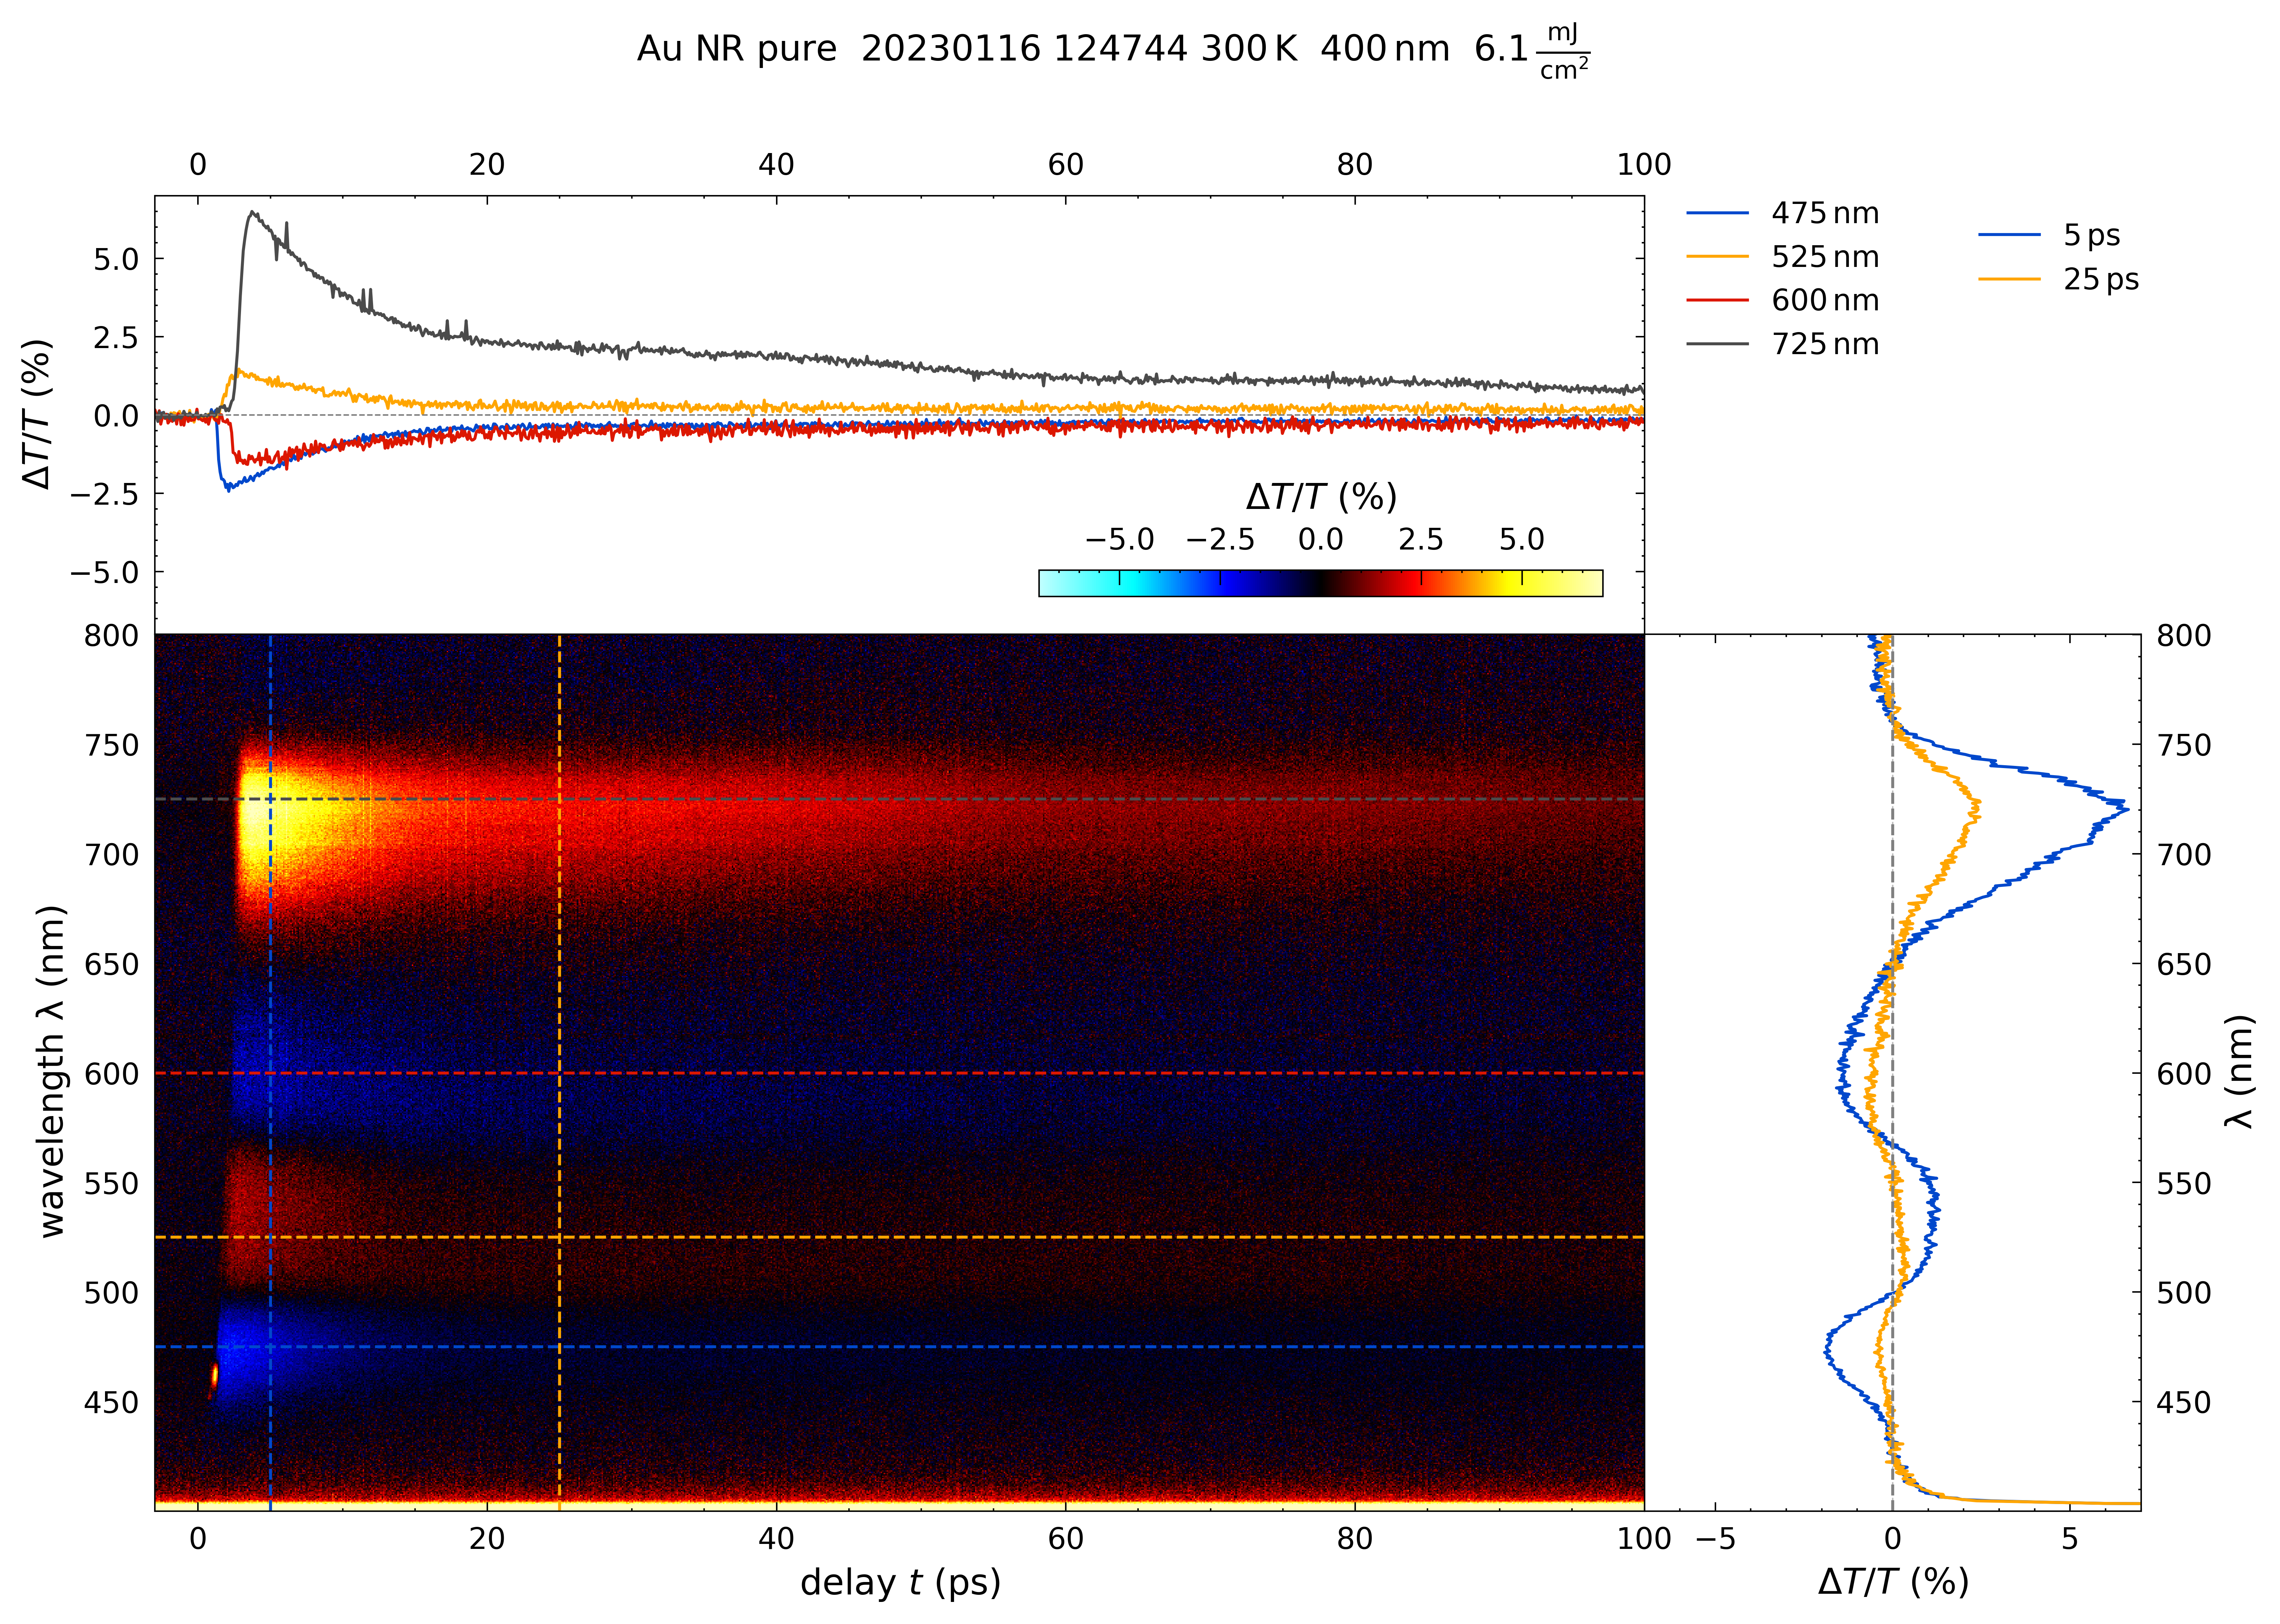 Au NR pure 20230116 124744 300 K 400 nm 6.1 mJ/cm²
0 20 40 60 80 100
475 nm
525 nm
600 nm
725 nm
5 ps
25 ps
ΔT/T (%)
5.0
2.5
0.0
−2.5
−5.0
ΔT/T (%)
−5.0 −2.5 0.0 2.5 5.0
wavelength λ (nm)
800
750
700
650
600
550
500
450
0 20 40 60 80 100
delay t (ps)
800
750
700
650
600
550
500
450
λ (nm)
−5 0 5
ΔT/T (%)